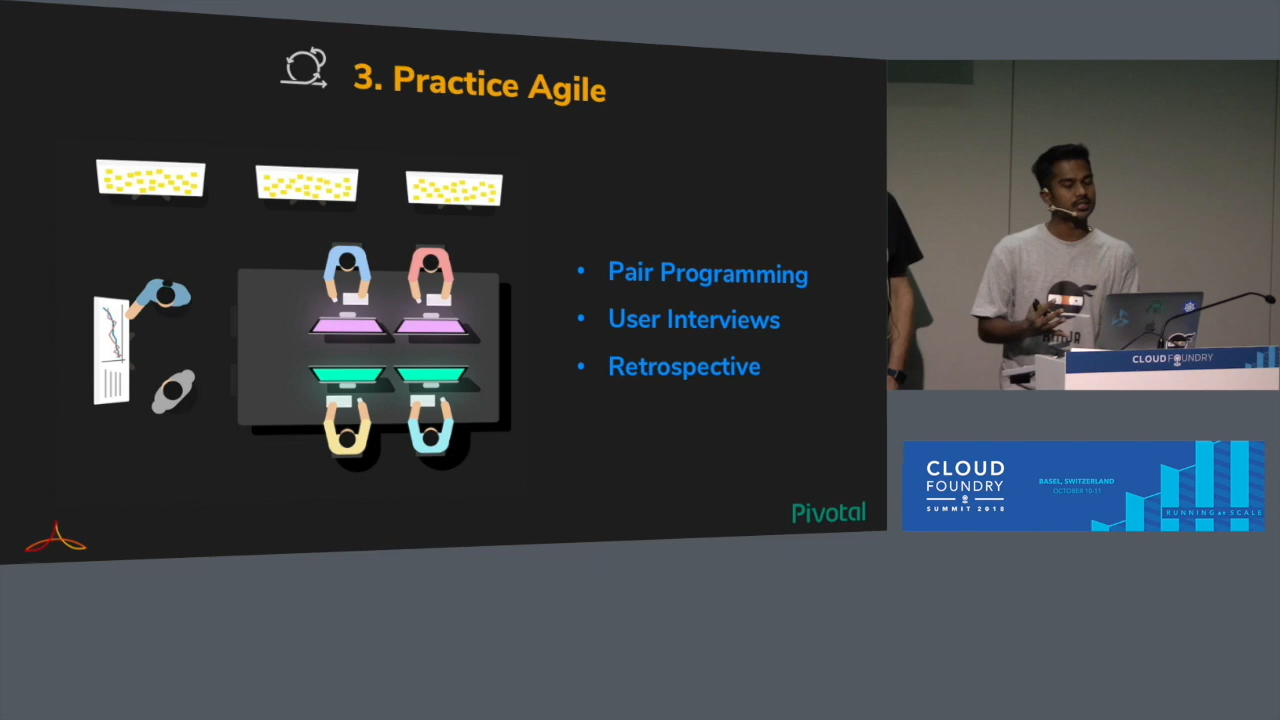 3. Practice Agile
• Pair Programming
• User Interviews
• Retrospective
Pivotal
CLOUD FOUNDRY
CLOUD
FOUNDRY
SUMMIT 2018
BASEL, SWITZERLAND
OCTOBER 10-11
RUNNING AT SCALE